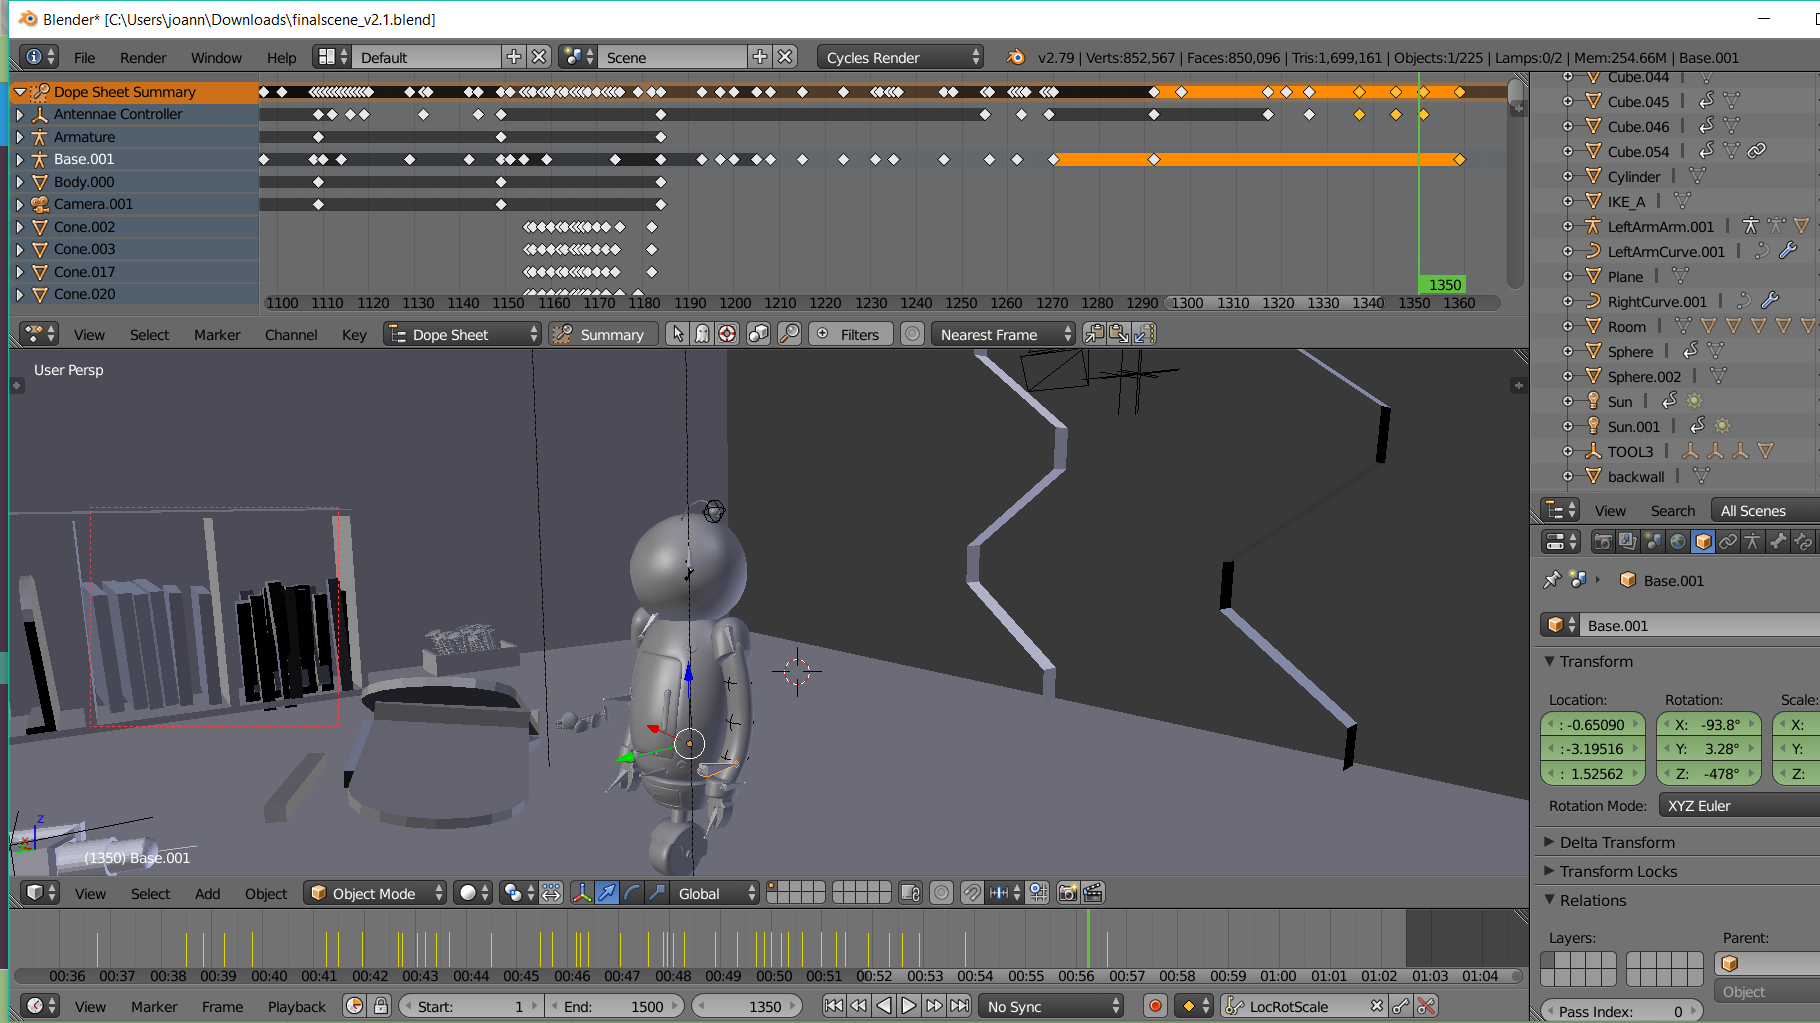 Blender* [C:\Users\joann\Downloads\finalscene_v2.1.blend]
File Render Window Help Default Scene Cycles Render v2.79 | Verts:852,567 | Faces:850,096 | Tris:1,699,161 | Objects:1/225 | Lamps:0/2 | Mem:254.66M | Base.001
Dope Sheet Summary
Antennae Controller
Armature
Base.001
Body.000
Camera.001
Cone.002
Cone.003
Cone.017
Cone.020
1350
1100 1110 1120 1130 1140 1150 1160 1170 1180 1190 1200 1210 1220 1230 1240 1250 1260 1270 1280 1290 1300 1310 1320 1330 1340 1350 1360
View Select Marker Channel Key Dope Sheet Summary Filters Nearest Frame
User Persp
z
x
(1350) Base.001
View Select Add Object Object Mode Global
00:36 00:37 00:38 00:39 00:40 00:41 00:42 00:43 00:44 00:45 00:46 00:47 00:48 00:49 00:50 00:51 00:52 00:53 00:54 00:55 00:56 00:57 00:58 00:59 01:00 01:01 01:02 01:03 01:04
View Marker Frame Playback Start: 1 End: 1500 1350 No Sync LocRotScale
Cube.044
Cube.045
Cube.046
Cube.054
Cylinder
IKE_A
LeftArmArm.001
LeftArmCurve.001
Plane
RightCurve.001
Room
Sphere
Sphere.002
Sun
Sun.001
TOOL3
backwall
View Search All Scenes
Base.001
Base.001
Transform
Location: Rotation: Scale:
: -0.65090 X: -93.8° X:
: -3.19516 Y: 3.28° Y:
: 1.52562 Z: -478° Z:
Rotation Mode: XYZ Euler
Delta Transform
Transform Locks
Relations
Layers: Parent:
Object
Pass Index: 0